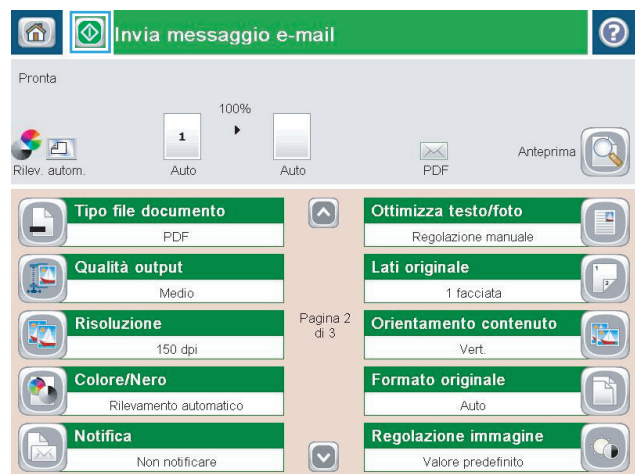 Invia messaggio e-mail
Pronta
100%
1
Rilev. autom.
Auto
Auto
PDF
Anteprima
Tipo file documento
PDF
Qualità output
Medio
Risoluzione
150 dpi
Colore/Nero
Rilevamento automatico
Notifica
Non notificare
Pagina 2
di 3
Ottimizza testo/foto
Regolazione manuale
Lati originale
1 facciata
Orientamento contenuto
Vert.
Formato originale
Auto
Regolazione immagine
Valore predefinito